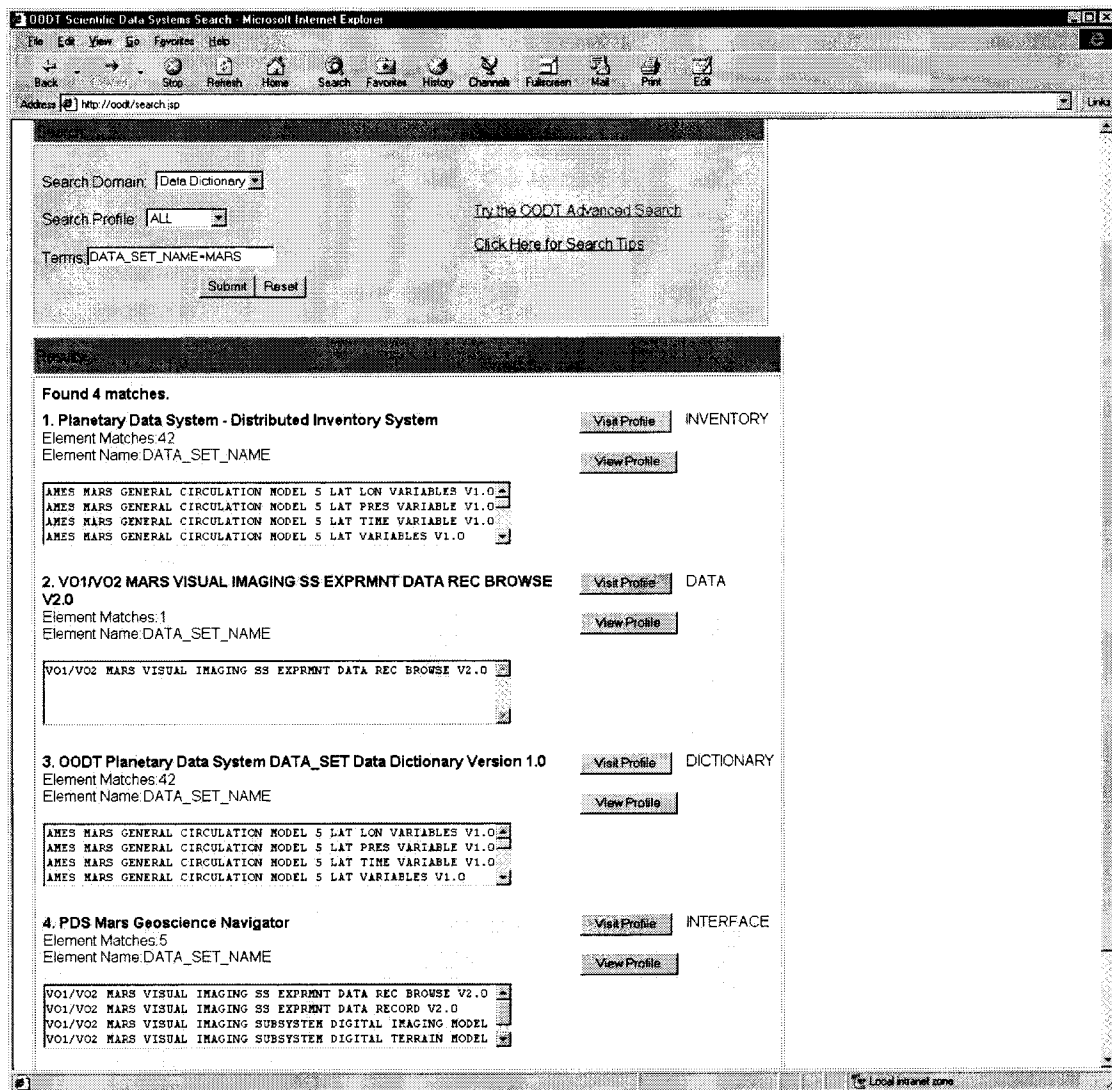 OODT Scientific Data Systems Search - Microsoft Internet Explorer
File Edit View Go Favorites Help
Back Stop Refresh Home Search Favorites History Channels Fullscreen Mail Print Edit
Address http://oodt/search.jsp Links
Search
Search Domain: Data Dictionary
Search Profile: ALL
Try the OODT Advanced Search
Click Here for Search Tips
Terms: DATA_SET_NAME=MARS
Submit Reset
Results
Found 4 matches.
1. Planetary Data System - Distributed Inventory System
Visit Profile INVENTORY
Element Matches:42
Element Name:DATA_SET_NAME
View Profile
AMES MARS GENERAL CIRCULATION MODEL 5 LAT LON VARIABLES V1.0
AMES MARS GENERAL CIRCULATION MODEL 5 LAT PRES VARIABLE V1.0
AMES MARS GENERAL CIRCULATION MODEL 5 LAT TIME VARIABLE V1.0
AMES MARS GENERAL CIRCULATION MODEL 5 LAT VARIABLES V1.0
2. VO1/VO2 MARS VISUAL IMAGING SS EXPRMNT DATA REC BROWSE
V2.0
Visit Profile DATA
Element Matches:1
Element Name:DATA_SET_NAME
View Profile
VO1/VO2 MARS VISUAL IMAGING SS EXPRMNT DATA REC BROWSE V2.0
3. OODT Planetary Data System DATA_SET Data Dictionary Version 1.0
Visit Profile DICTIONARY
Element Matches:42
Element Name:DATA_SET_NAME
View Profile
AMES MARS GENERAL CIRCULATION MODEL 5 LAT LON VARIABLES V1.0
AMES MARS GENERAL CIRCULATION MODEL 5 LAT PRES VARIABLE V1.0
AMES MARS GENERAL CIRCULATION MODEL 5 LAT TIME VARIABLE V1.0
AMES MARS GENERAL CIRCULATION MODEL 5 LAT VARIABLES V1.0
4. PDS Mars Geoscience Navigator
Visit Profile INTERFACE
Element Matches:5
Element Name:DATA_SET_NAME
View Profile
VO1/VO2 MARS VISUAL IMAGING SS EXPRMNT DATA REC BROWSE V2.0
VO1/VO2 MARS VISUAL IMAGING SS EXPRMNT DATA RECORD V2.0
VO1/VO2 MARS VISUAL IMAGING SUBSYSTEM DIGITAL IMAGING MODEL
VO1/VO2 MARS VISUAL IMAGING SUBSYSTEM DIGITAL TERRAIN MODEL
Local intranet zone